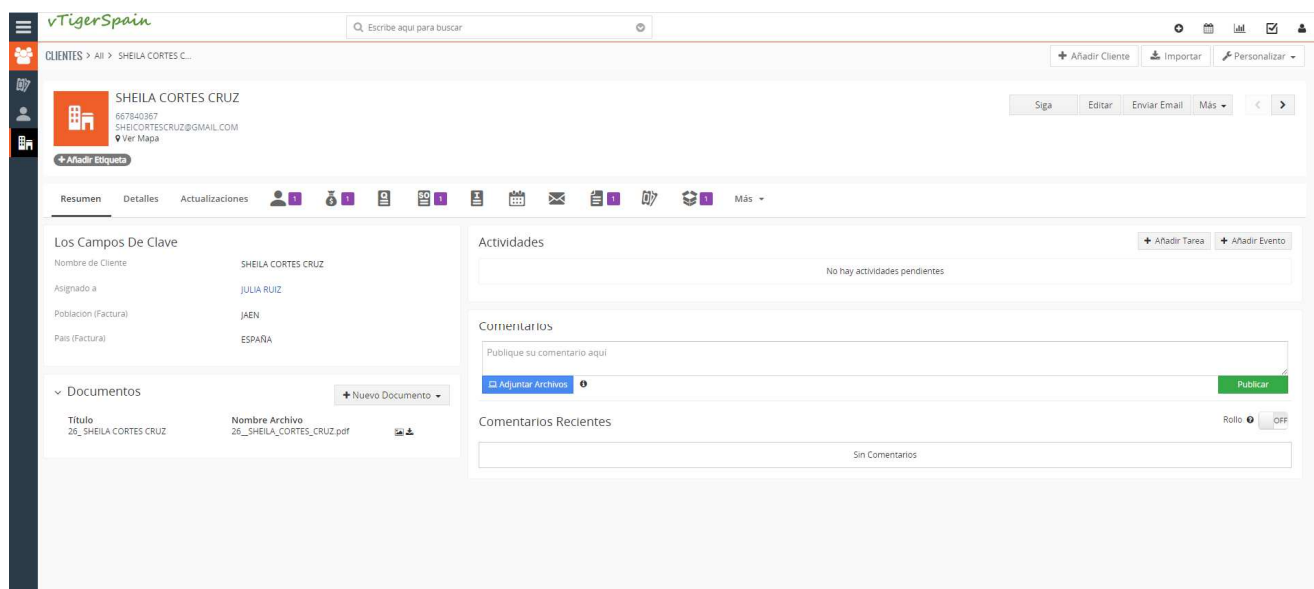 vTigerSpain
Escribe aqui para buscar
CLIENTES > All > SHEILA CORTES C...
Añadir Cliente
Importar
Personalizar
SHEILA CORTES CRUZ
667840367
SHEICORTESCRUZ@GMAIL.COM
Ver Mapa
Añadir Etiqueta
Siga
Editar
Enviar Email
Más
Resumen
Detalles
Actualizaciones
1
1
SO 1
1
1
Más
Los Campos De Clave
Nombre de Cliente SHEILA CORTES CRUZ
Asignado a JULIA RUIZ
Poblacion (Factura) JAEN
Pais (Factura) ESPAÑA
Documentos
Nuevo Documento
Título Nombre Archivo
26_ SHEILA CORTES CRUZ 26__SHEILA_CORTES_CRUZ.pdf
Actividades
Añadir Tarea
Añadir Evento
No hay actividades pendientes
Comentarios
Publique su comentario aquí
Adjuntar Archivos
Publicar
Comentarios Recientes
Rollo OFF
Sin Comentarios